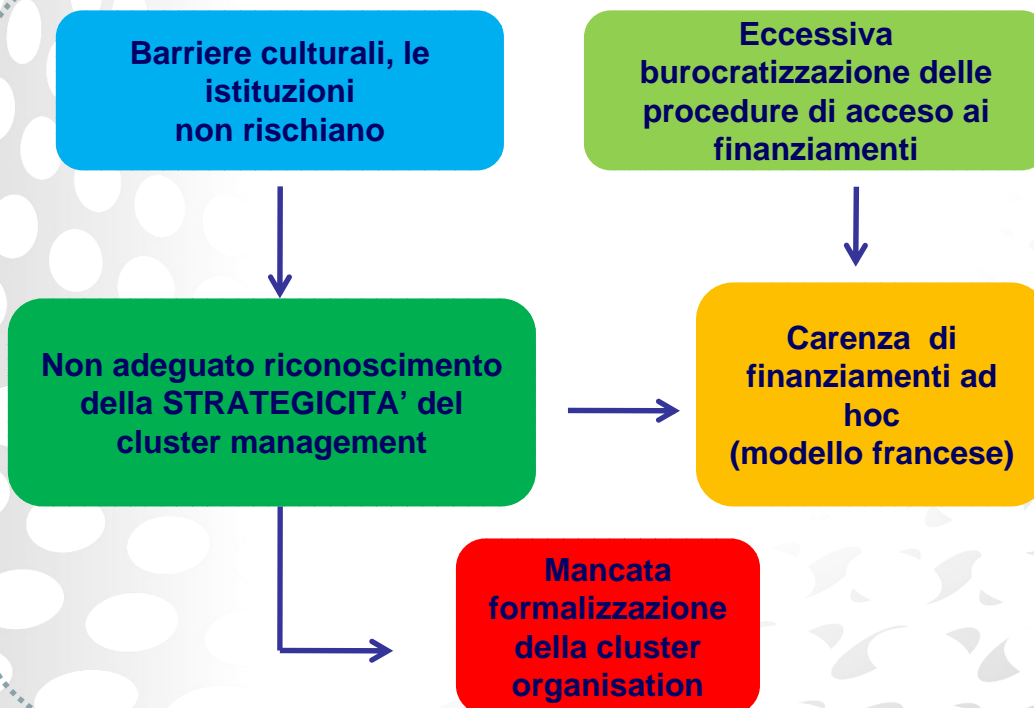 Barriere culturali, le
istituzioni
non rischiano
Eccessiva
burocratizzazione delle
procedure di acceso ai
finanziamenti
Non adeguato riconoscimento
della STRATEGICITA’ del
cluster management
Carenza di
finanziamenti ad
hoc
(modello francese)
Mancata
formalizzazione
della cluster
organisation